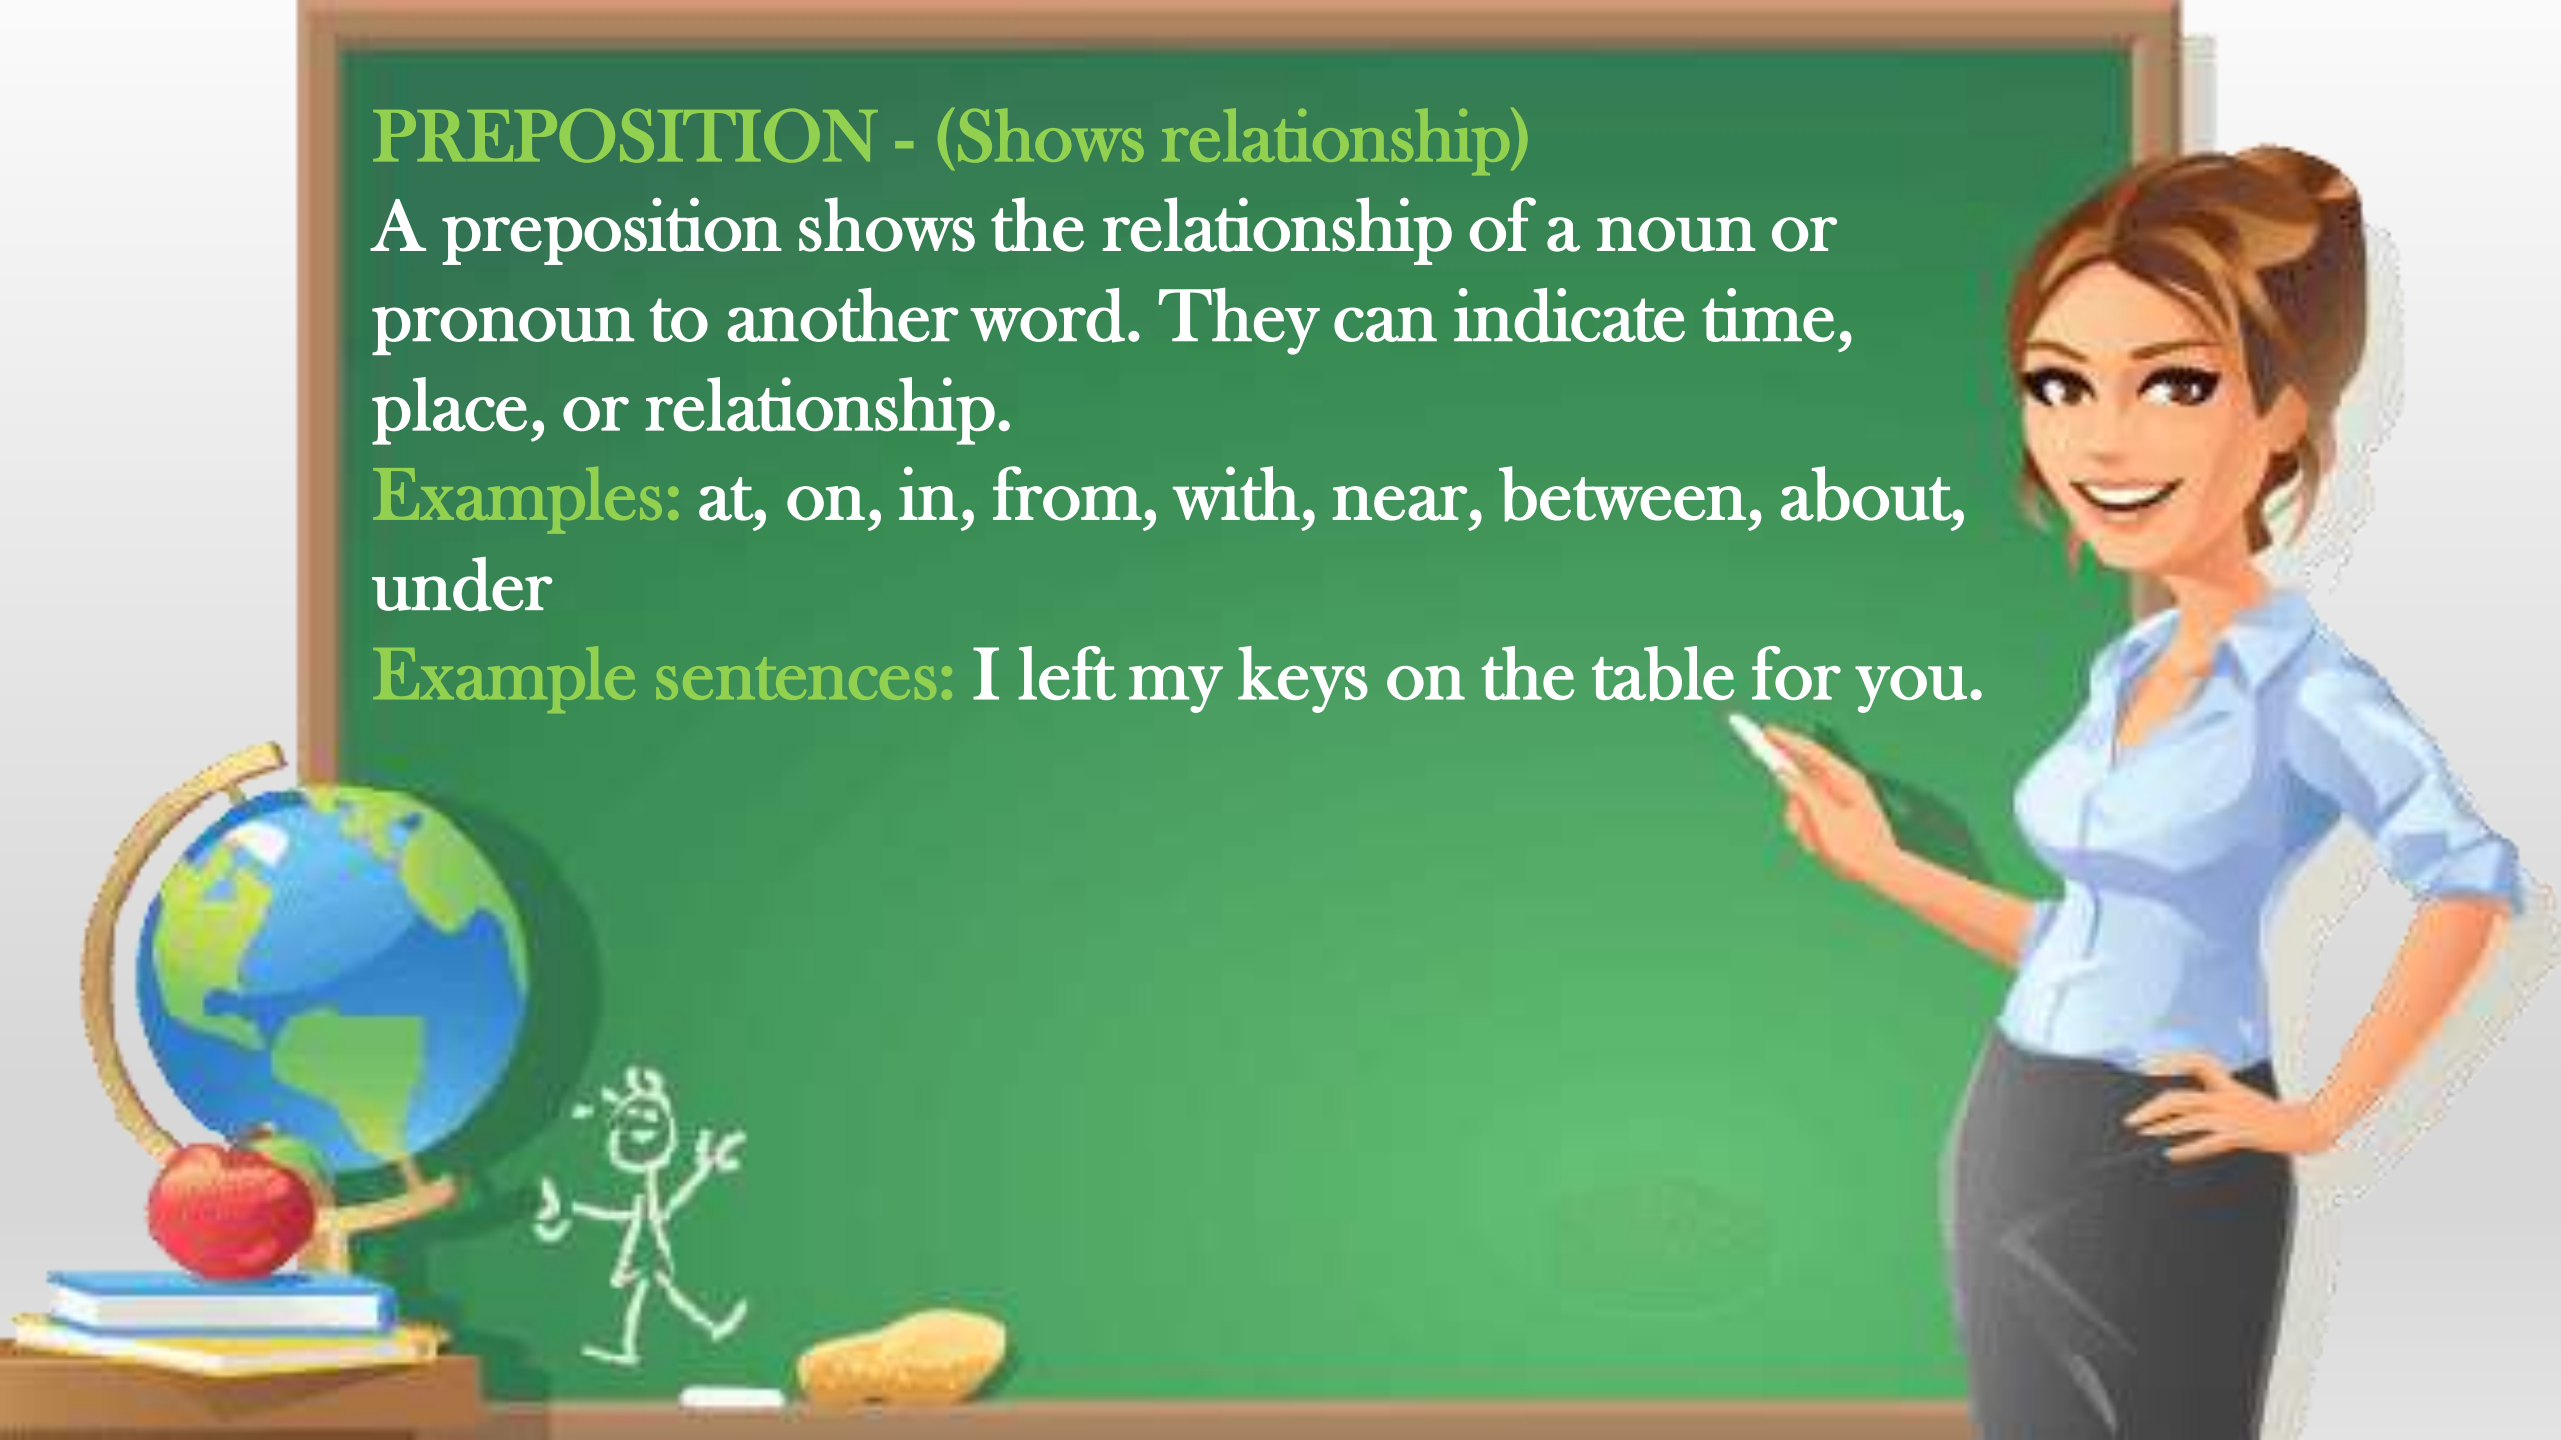 PREPOSITION - (Shows relationship)
A preposition shows the relationship of a noun or
pronoun to another word. They can indicate time,
place, or relationship.
Examples: at, on, in, from, with, near, between, about,
under
Example sentences: I left my keys on the table for you.